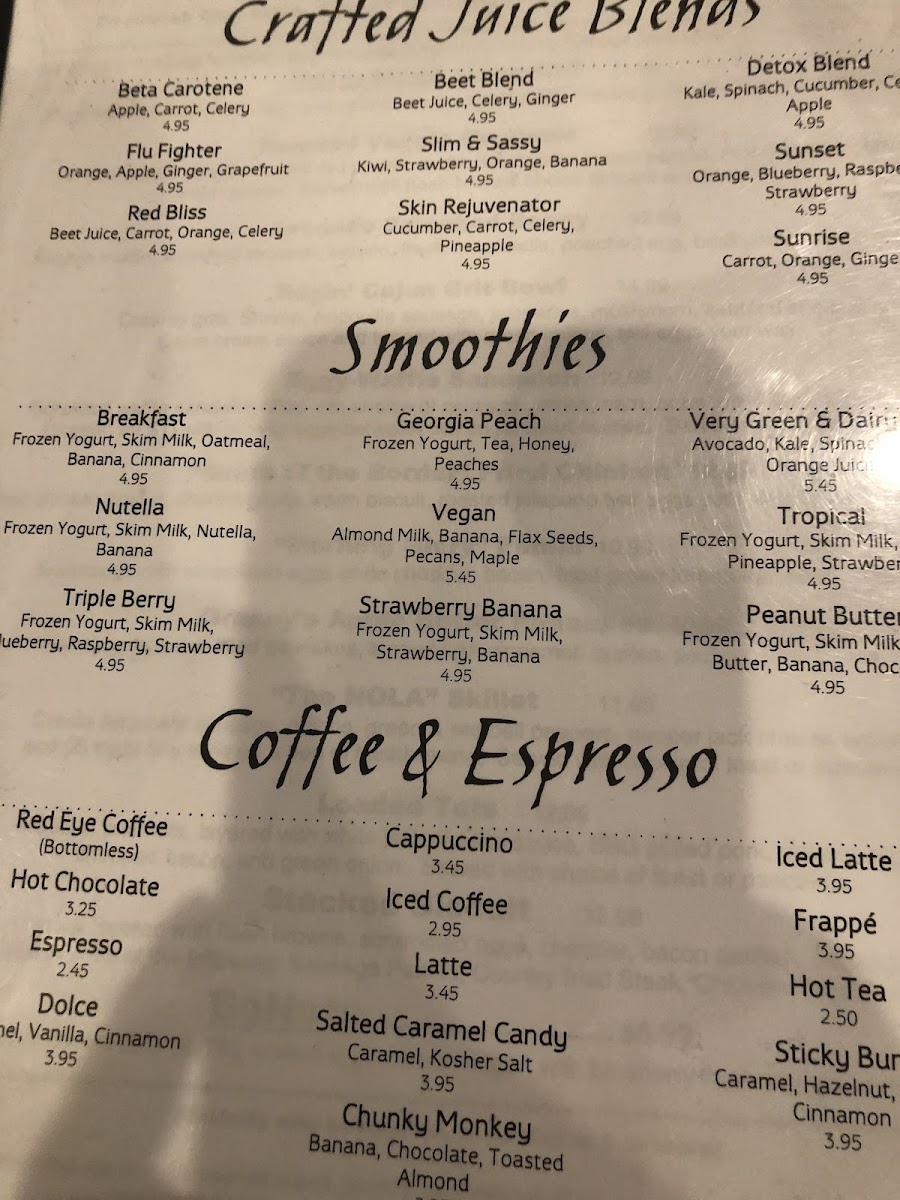 Crafted Juice Blends
Beta Carotene
Apple, Carrot, Celery
4.95
Flu Fighter
Orange, Apple, Ginger, Grapefruit
4.95
Red Bliss
Beet Juice, Carrot, Orange, Celery
4.95
Beet Blend
Beet Juice, Celery, Ginger
4.95
Slim & Sassy
Kiwi, Strawberry, Orange, Banana
4.95
Skin Rejuvenator
Cucumber, Carrot, Celery,
Pineapple
4.95
Detox Blend
Kale, Spinach, Cucumber, Ce
Apple
4.95
Sunset
Orange, Blueberry, Raspbe
Strawberry
4.95
Sunrise
Carrot, Orange, Ginge
4.95
Smoothies
Breakfast
Frozen Yogurt, Skim Milk, Oatmeal,
Banana, Cinnamon
4.95
Nutella
Frozen Yogurt, Skim Milk, Nutella,
Banana
4.95
Triple Berry
Frozen Yogurt, Skim Milk,
lueberry, Raspberry, Strawberry
4.95
Georgia Peach
Frozen Yogurt, Tea, Honey,
Peaches
4.95
Vegan
Almond Milk, Banana, Flax Seeds,
Pecans, Maple
5.45
Strawberry Banana
Frozen Yogurt, Skim Milk,
Strawberry, Banana
4.95
Very Green & Dairy
Avocado, Kale, Spinac
Orange Juic
5.45
Tropical
Frozen Yogurt, Skim Milk,
Pineapple, Strawber
4.95
Peanut Butter
Frozen Yogurt, Skim Milk
Butter, Banana, Choc
4.95
Coffee & Espresso
Red Eye Coffee
(Bottomless)
Hot Chocolate
3.25
Espresso
2.45
Dolce
mel, Vanilla, Cinnamon
3.95
Cappuccino
3.45
Iced Coffee
2.95
Latte
3.45
Salted Caramel Candy
Caramel, Kosher Salt
3.95
Chunky Monkey
Banana, Chocolate, Toasted
Almond
Iced Latte
3.95
Frappé
3.95
Hot Tea
2.50
Sticky Bun
Caramel, Hazelnut,
Cinnamon
3.95